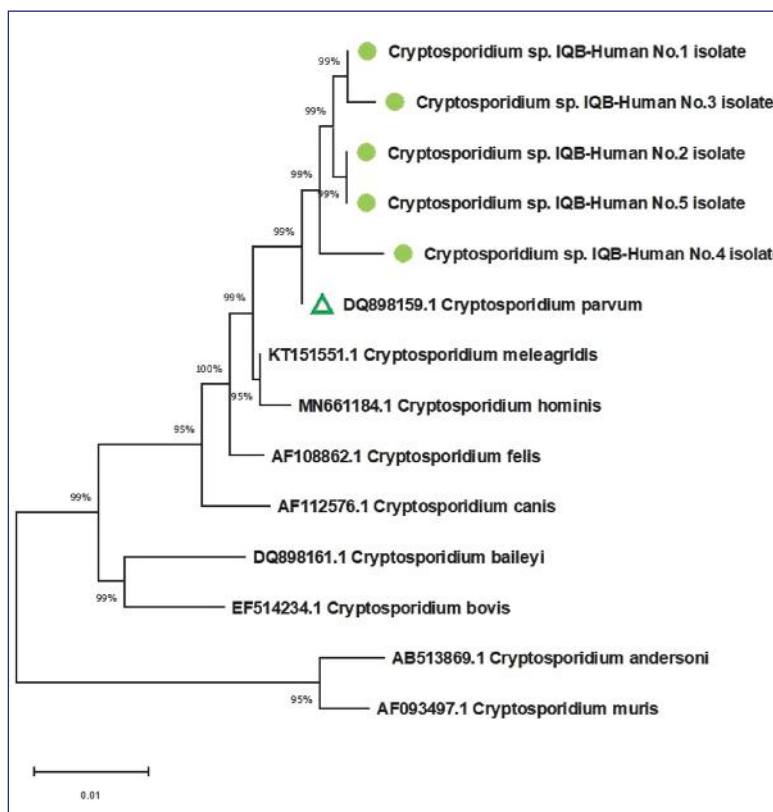 99%
Cryptosporidium sp. IQB-Human No.1 isolate
Cryptosporidium sp. IQB-Human No.3 isolate
99%
Cryptosporidium sp. IQB-Human No.2 isolate
99%
99%
Cryptosporidium sp. IQB-Human No.5 isolate
99%
Cryptosporidium sp. IQB-Human No.4 isolate
99%
DQ898159.1 Cryptosporidium parvum
KT151551.1 Cryptosporidium meleagridis
100%
95%
MN661184.1 Cryptosporidium hominis
95%
AF108862.1 Cryptosporidium felis
99%
AF112576.1 Cryptosporidium canis
DQ898161.1 Cryptosporidium baileyi
99%
EF514234.1 Cryptosporidium bovis
AB513869.1 Cryptosporidium andersoni
95%
AF093497.1 Cryptosporidium muris
0.01